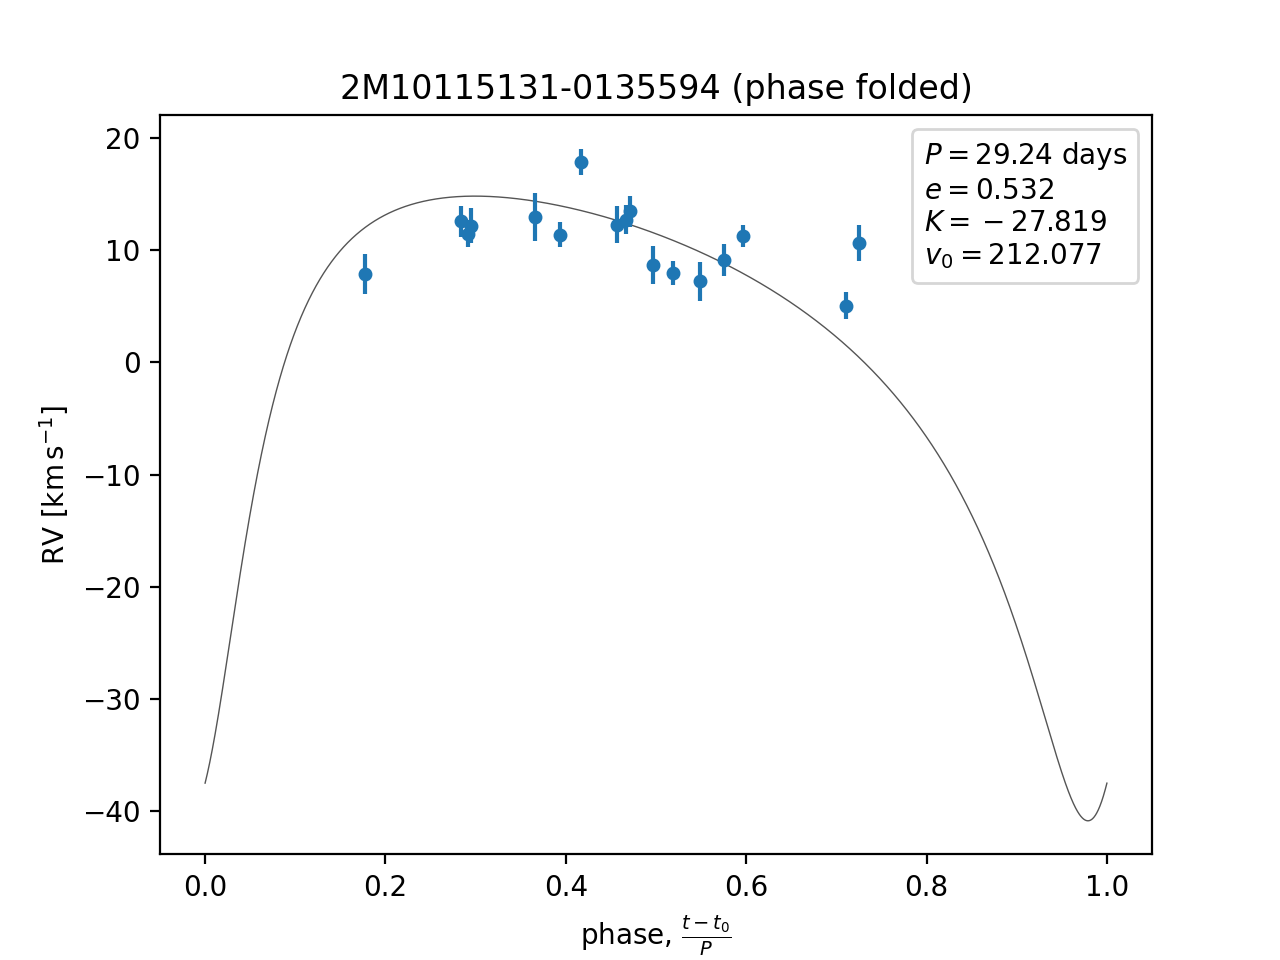 2M10115131-0135594 (phase folded)
P = 29.24 days
e = 0.532
K = −27.819
v₀ = 212.077
20
10
0
−10
−20
−30
−40
RV [km s⁻¹]
0.0 0.2 0.4 0.6 0.8 1.0
phase, (t − t₀)/P